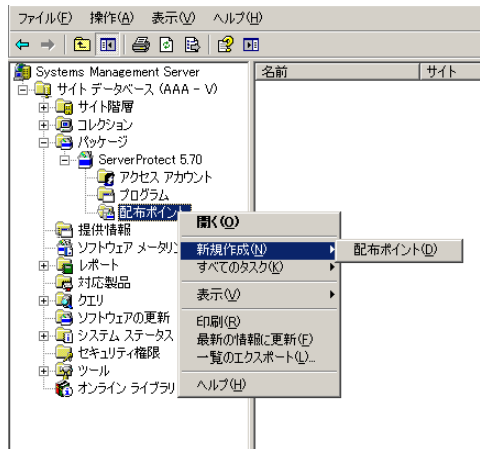 ファイル(F) 操作(A) 表示(V) ヘルプ(H)
名前 サイト
Systems Management Server
サイト データベース (AAA - V)
サイト階層
コレクション
パッケージ
ServerProtect 5.70
アクセス アカウント
プログラム
配布ポイント
提供情報
ソフトウェア メータリン
レポート
対応製品
クエリ
ソフトウェアの更新
システム ステータス
セキュリティ権限
ツール
オンライン ライブラリ
開く(O)
新規作成(N)
すべてのタスク(K)
表示(V)
印刷(R)
最新の情報に更新(F)
一覧のエクスポート(L)...
ヘルプ(H)
配布ポイント(D)